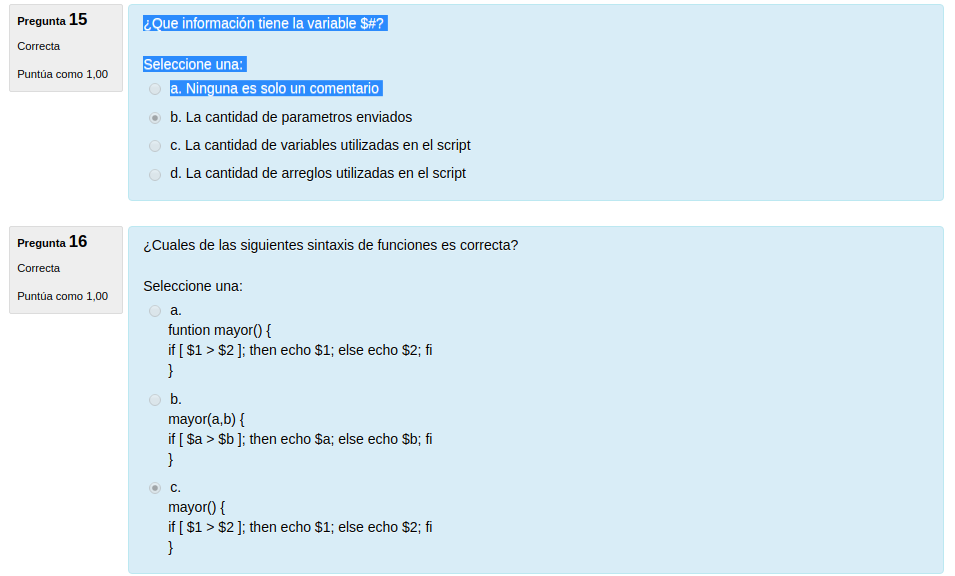 Pregunta 15
Correcta
Puntúa como 1,00
¿Que información tiene la variable $#?
Seleccione una:
a. Ninguna es solo un comentario
b. La cantidad de parametros enviados
c. La cantidad de variables utilizadas en el script
d. La cantidad de arreglos utilizadas en el script
Pregunta 16
Correcta
Puntúa como 1,00
¿Cuales de las siguientes sintaxis de funciones es correcta?
Seleccione una:
a.
funtion mayor() {
if [ $1 > $2 ]; then echo $1; else echo $2; fi
}
b.
mayor(a,b) {
if [ $a > $b ]; then echo $a; else echo $b; fi
}
c.
mayor() {
if [ $1 > $2 ]; then echo $1; else echo $2; fi
}